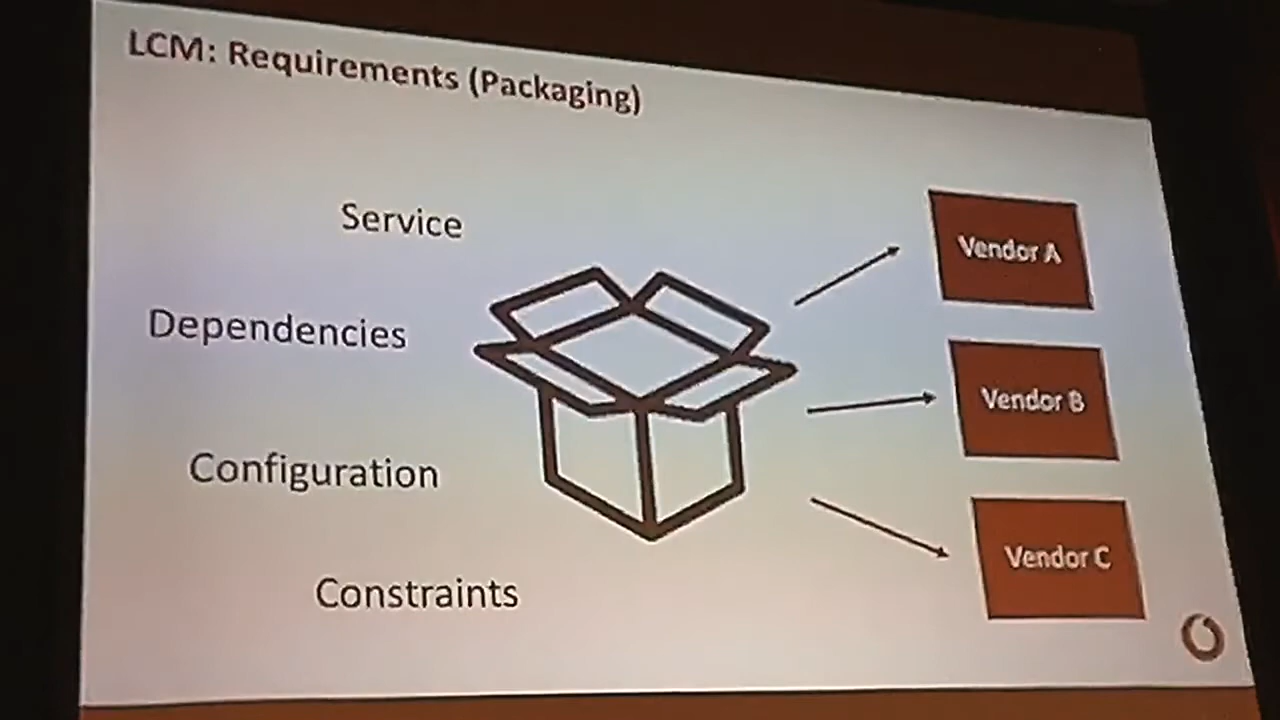 LCM: Requirements (Packaging)
Service
Dependencies
Configuration
Constraints
Vendor A
Vendor B
Vendor C